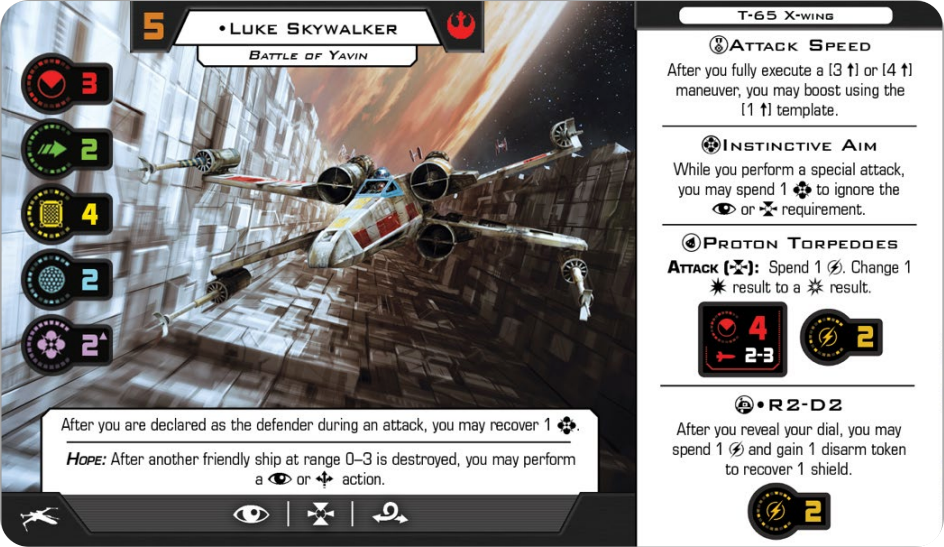 5
•Luke Skywalker
Battle of Yavin
3
2
4
2
2
After you are declared as the defender during an attack, you may recover 1 .
Hope: After another friendly ship at range 0–3 is destroyed, you may perform
a or action.
T-65 X-wing
Attack Speed
After you fully execute a [3 ↑] or [4 ↑]
maneuver, you may boost using the
[1 ↑] template.
Instinctive Aim
While you perform a special attack,
you may spend 1 to ignore the
or requirement.
Proton Torpedoes
Attack ( ): Spend 1 . Change 1
result to a result.
4
2-3
2
•R2-D2
After you reveal your dial, you may
spend 1 and gain 1 disarm token
to recover 1 shield.
2